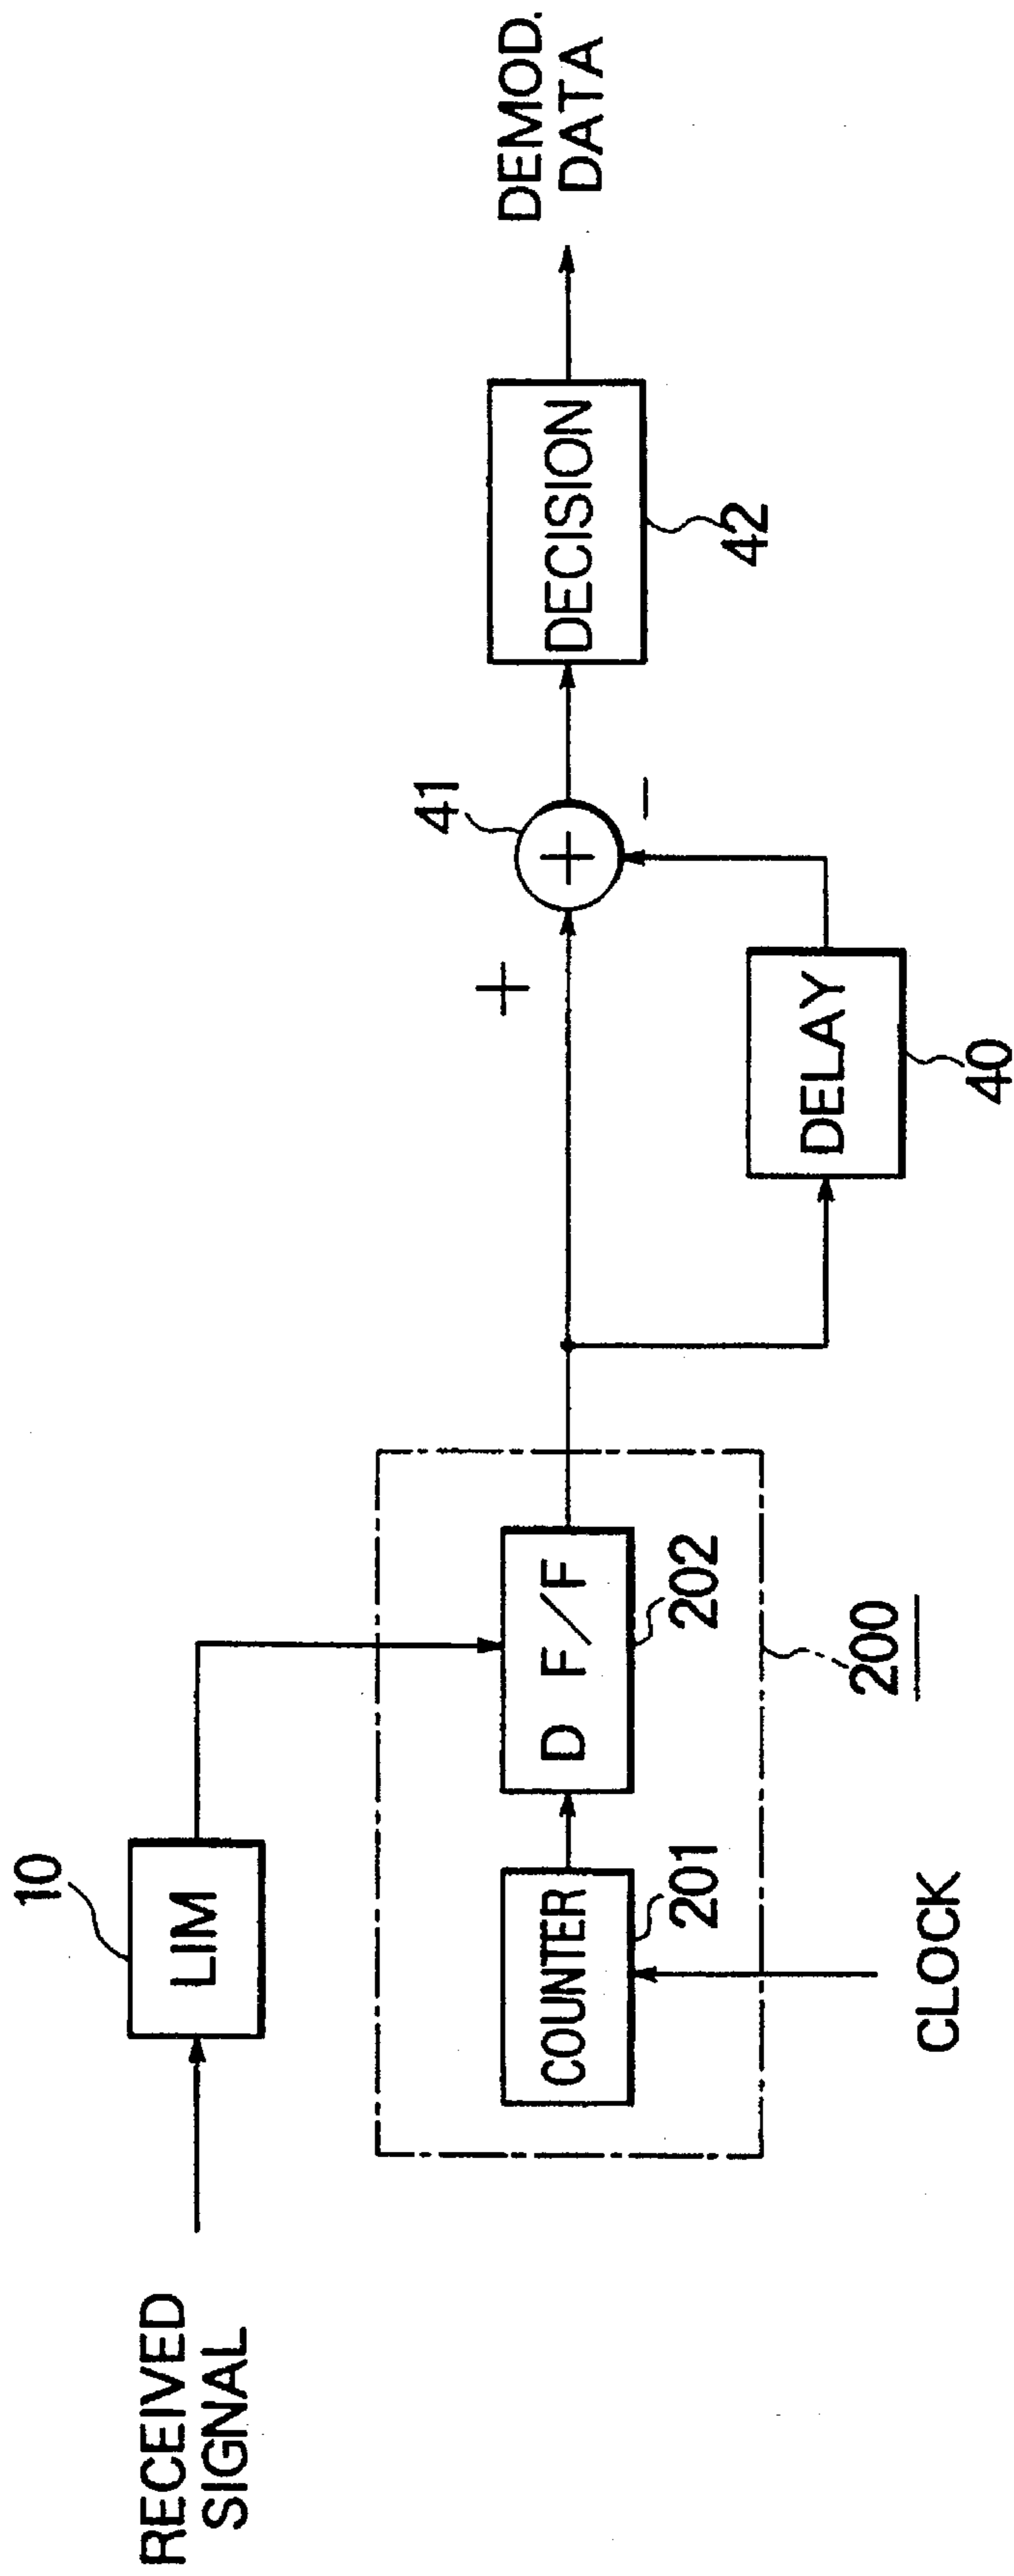 RECEIVED
SIGNAL
10
LIM
COUNTER
201
D F/F
202
200
CLOCK
+
DELAY
40
41
+
−
DECISION
42
DEMOD.
DATA